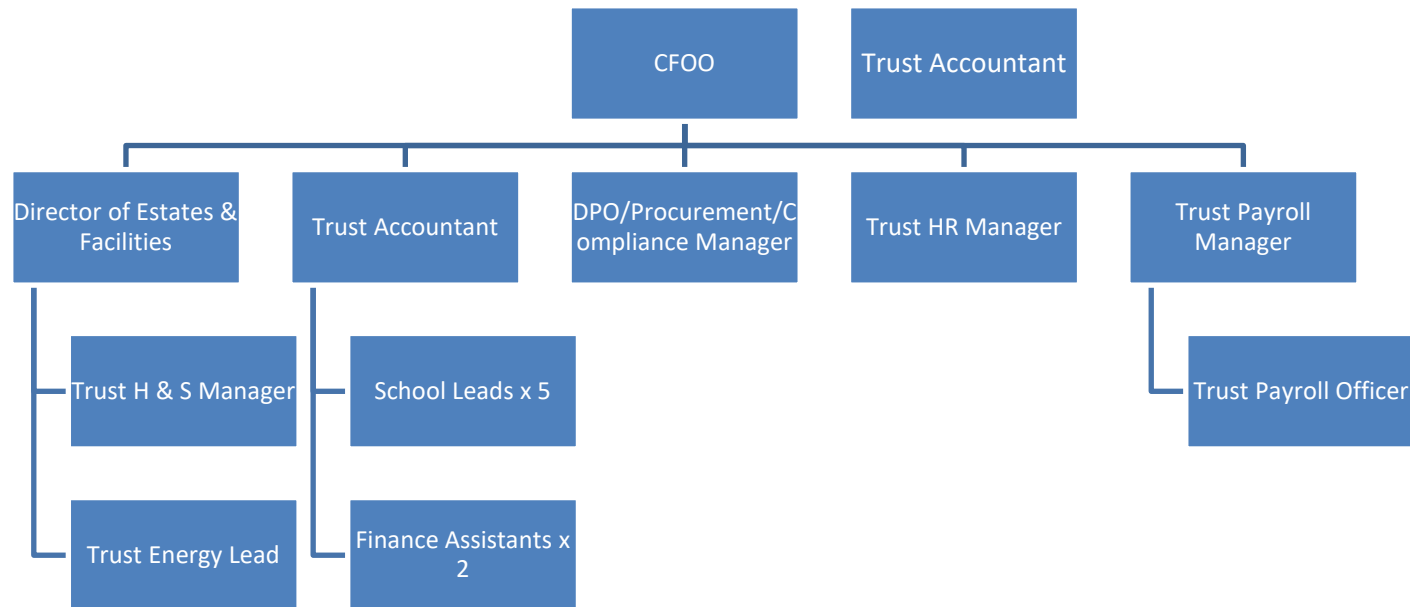 CFOO
Trust Accountant
Director of Estates &
Facilities
Trust Accountant
DPO/Procurement/C
ompliance Manager
Trust HR Manager
Trust Payroll
Manager
Trust H & S Manager
School Leads x 5
Trust Payroll Officer
Trust Energy Lead
Finance Assistants x
2